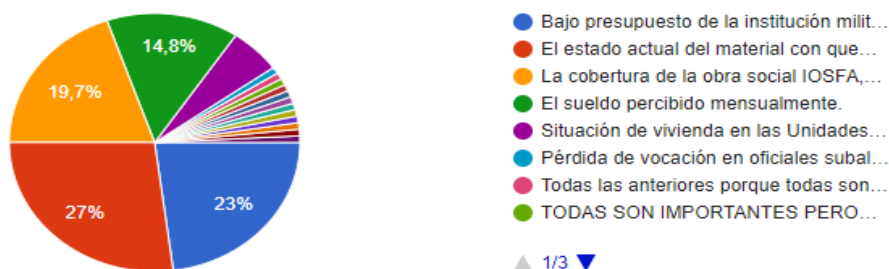 14,8%
19,7%
27%
23%
Bajo presupuesto de la institución milit…
El estado actual del material con que…
La cobertura de la obra social IOSFA,…
El sueldo percibido mensualmente.
Situación de vivienda en las Unidades…
Pérdida de vocación en oficiales subal…
Todas las anteriores porque todas son…
TODAS SON IMPORTANTES PERO…
1/3